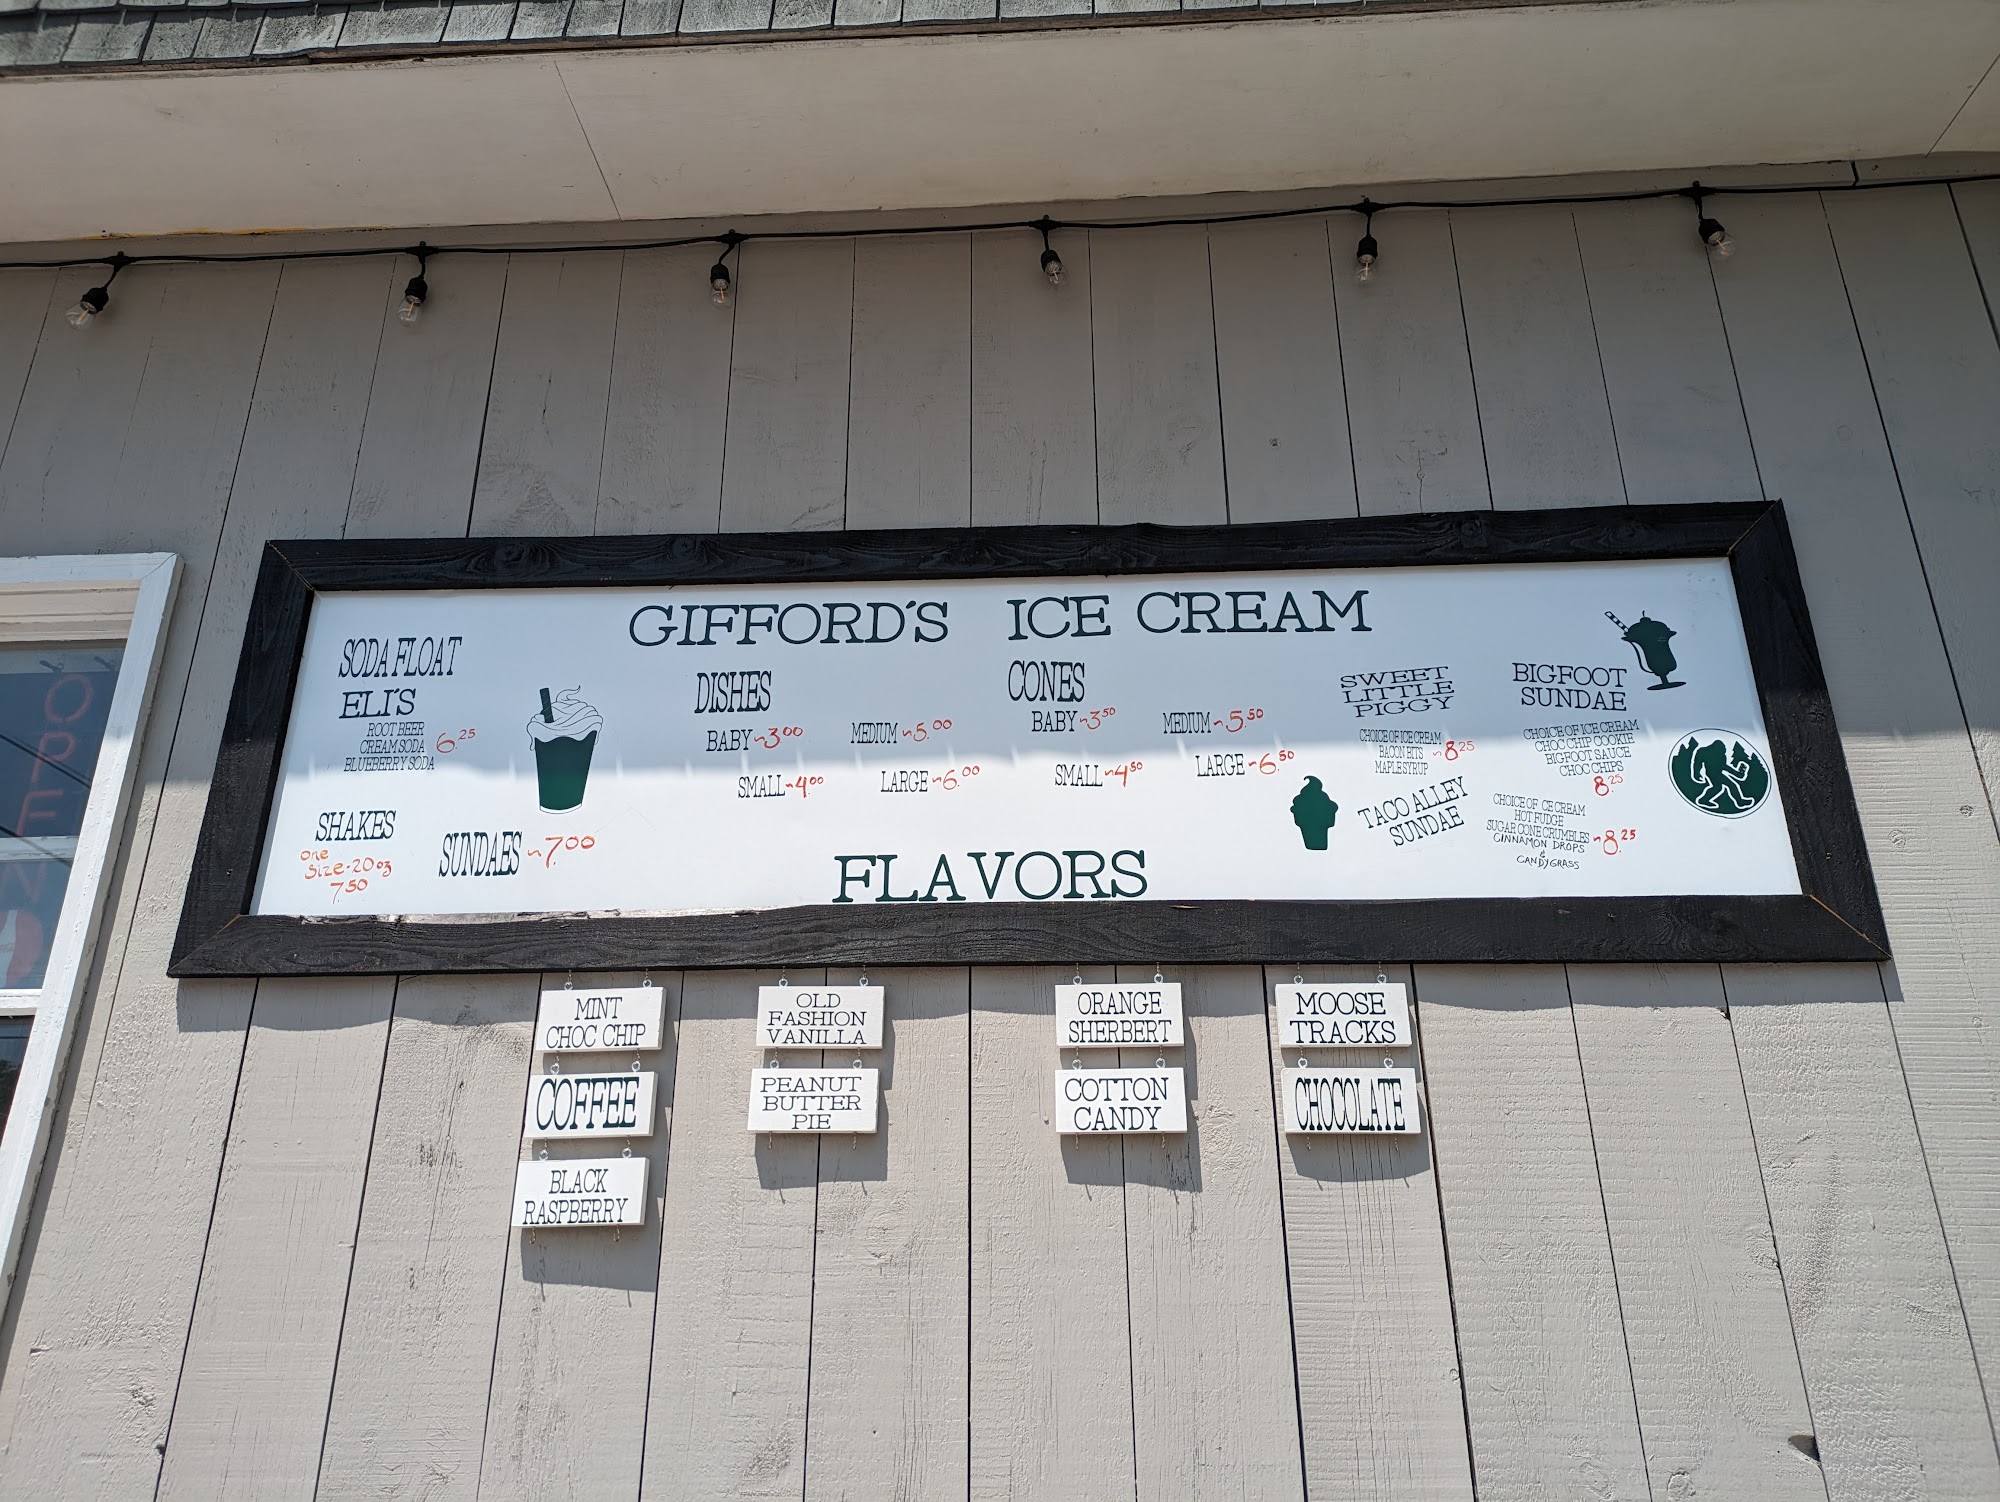 GIFFORD'S ICE CREAM
SODA FLOAT
ELI'S
ROOT BEER
CREAM SODA 6.25
BLUEBERRY SODA
SHAKES
One
Size-20 oz
7.50
SUNDAES ~7.00
DISHES
BABY ~3.00
MEDIUM ~5.00
SMALL ~4.00
LARGE ~6.00
CONES
BABY ~3.50
MEDIUM ~5.50
SMALL ~4.50
LARGE ~6.50
SWEET
LITTLE
PIGGY
CHOICE OF ICE CREAM
BACON BITS ~8.25
MAPLE SYRUP
BIGFOOT
SUNDAE
CHOICE OF ICE CREAM
CHOC CHIP COOKIE
BIGFOOT SAUCE
CHOC CHIPS
8.25
TACO ALLEY
SUNDAE
CHOICE OF CE CREAM
HOT FUDGE
SUGAR CONE CRUMBLES ~8.25
CINNAMON DROPS
&
CANDY GRASS
FLAVORS
MINT
CHOC CHIP
COFFEE
BLACK
RASPBERRY
OLD
FASHION
VANILLA
PEANUT
BUTTER
PIE
ORANGE
SHERBERT
COTTON
CANDY
MOOSE
TRACKS
CHOCOLATE
OPEN